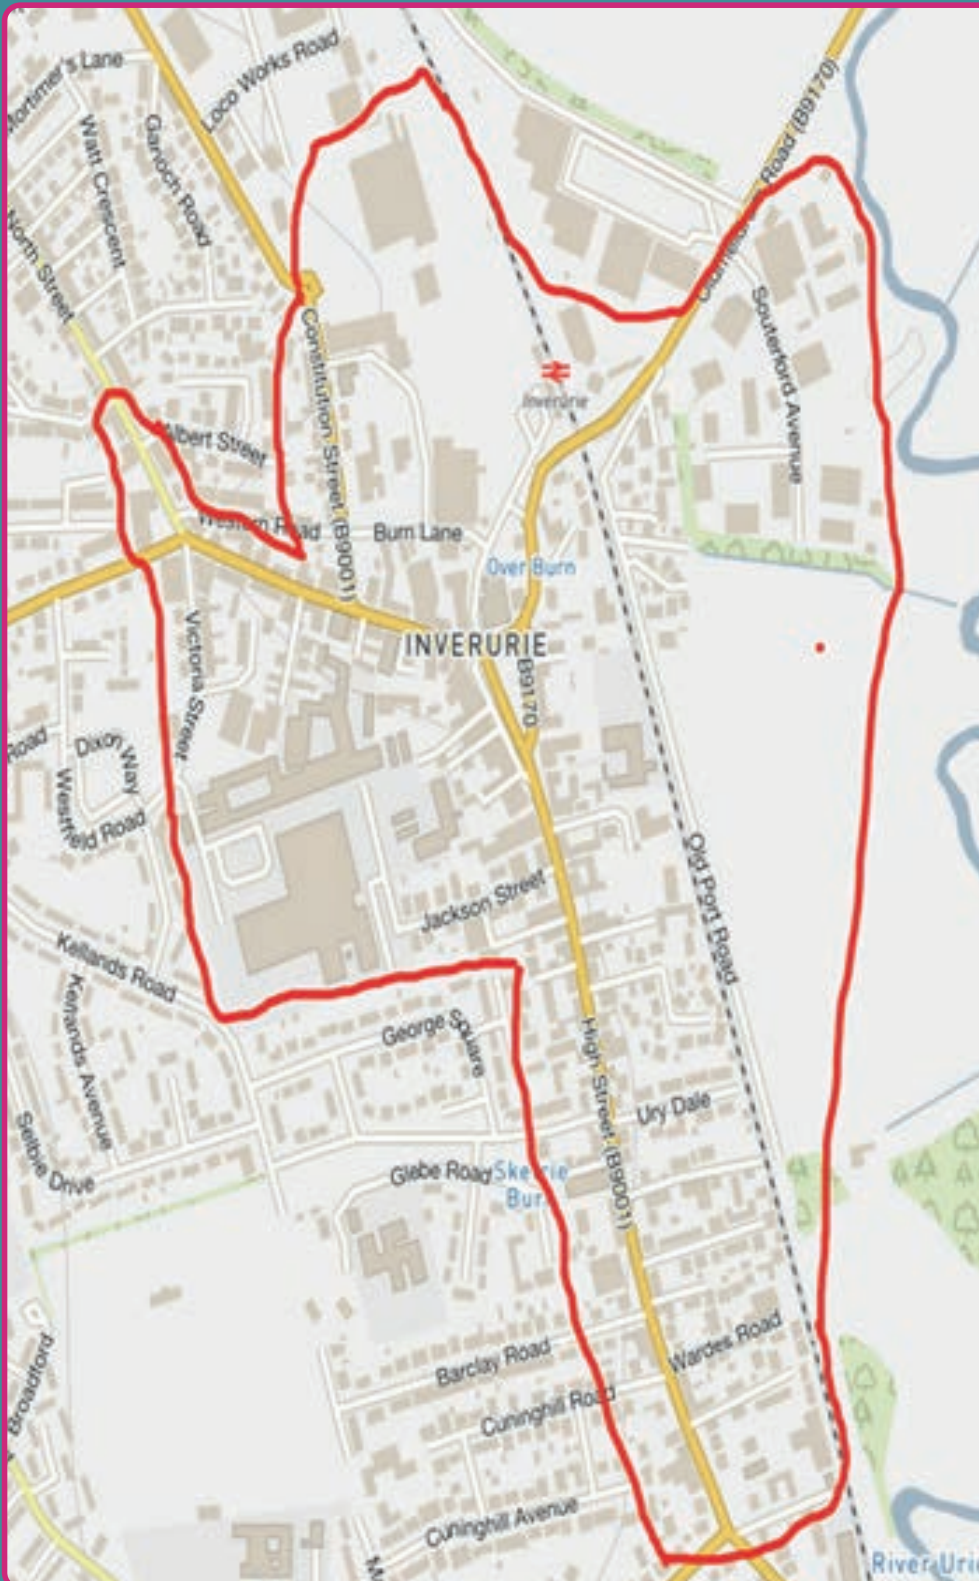 Loco Works Road
Mortimer's Lane
Watt Crescent
Garioch Road
North Street
Road (B9170)
Souterford Avenue
Constitution Street (B9001)
Inverurie
Albert Street
Western Road
Burn Lane
Over Burn
INVERURIE
B9170
Victoria Street
Road
Dixon Way
Westfield Road
Old Port Road
Jackson Street
Kellands Road
Kellands Avenue
George Square
High Street (B9001)
Ury Dale
Selbie Drive
Glebe Road
Barclay Road
Wardes Road
Broadford
Cuninghill Road
Cuninghill Avenue
River Uri